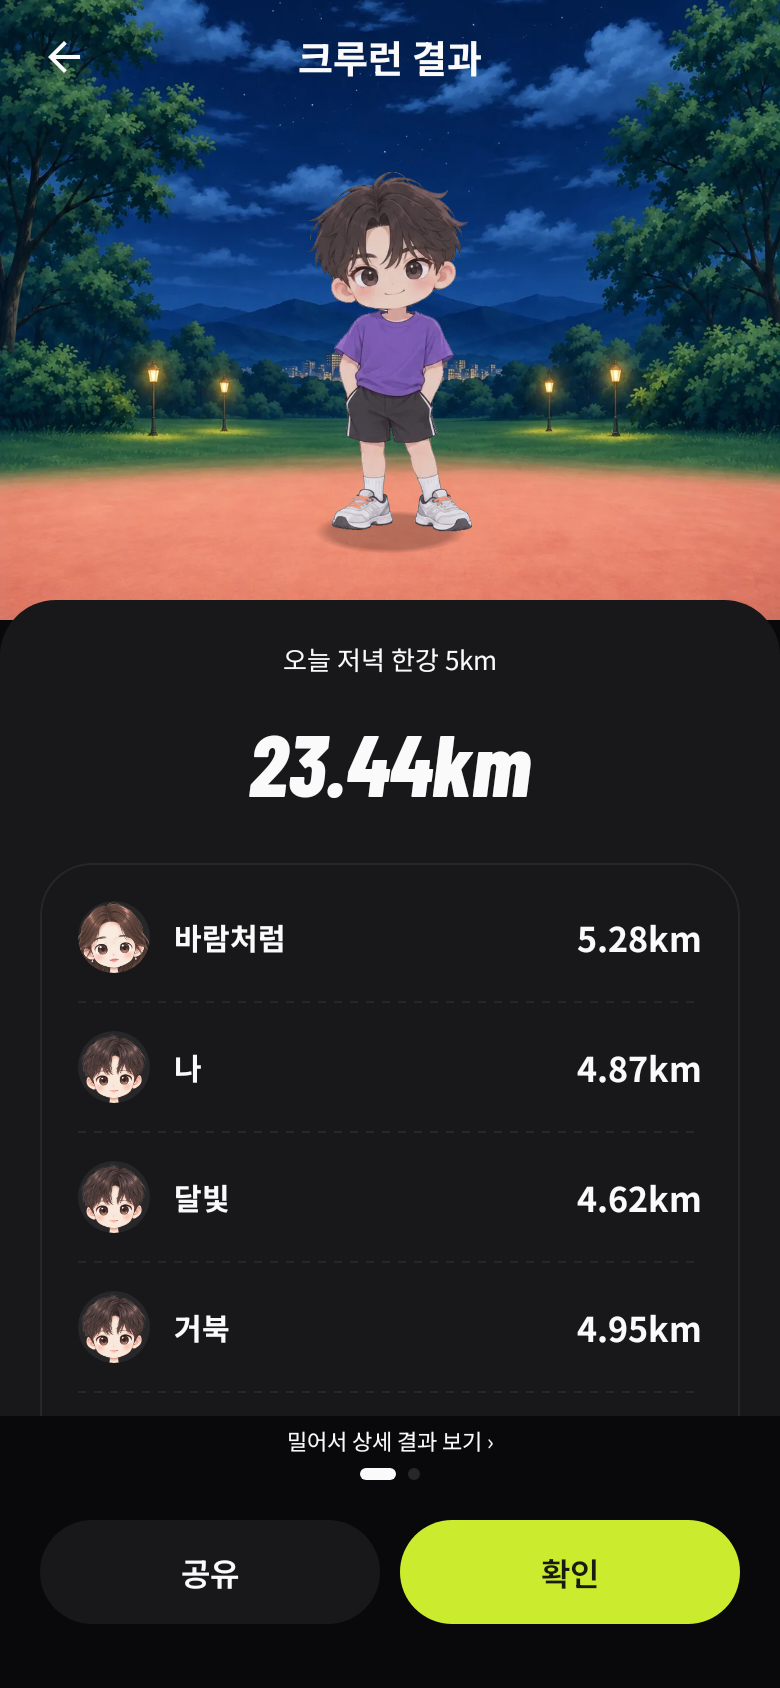 크루런 결과
오늘 저녁 한강 5km
23.44km
바람처럼 5.28km
나 4.87km
달빛 4.62km
거북 4.95km
밀어서 상세 결과 보기 ›
공유
확인